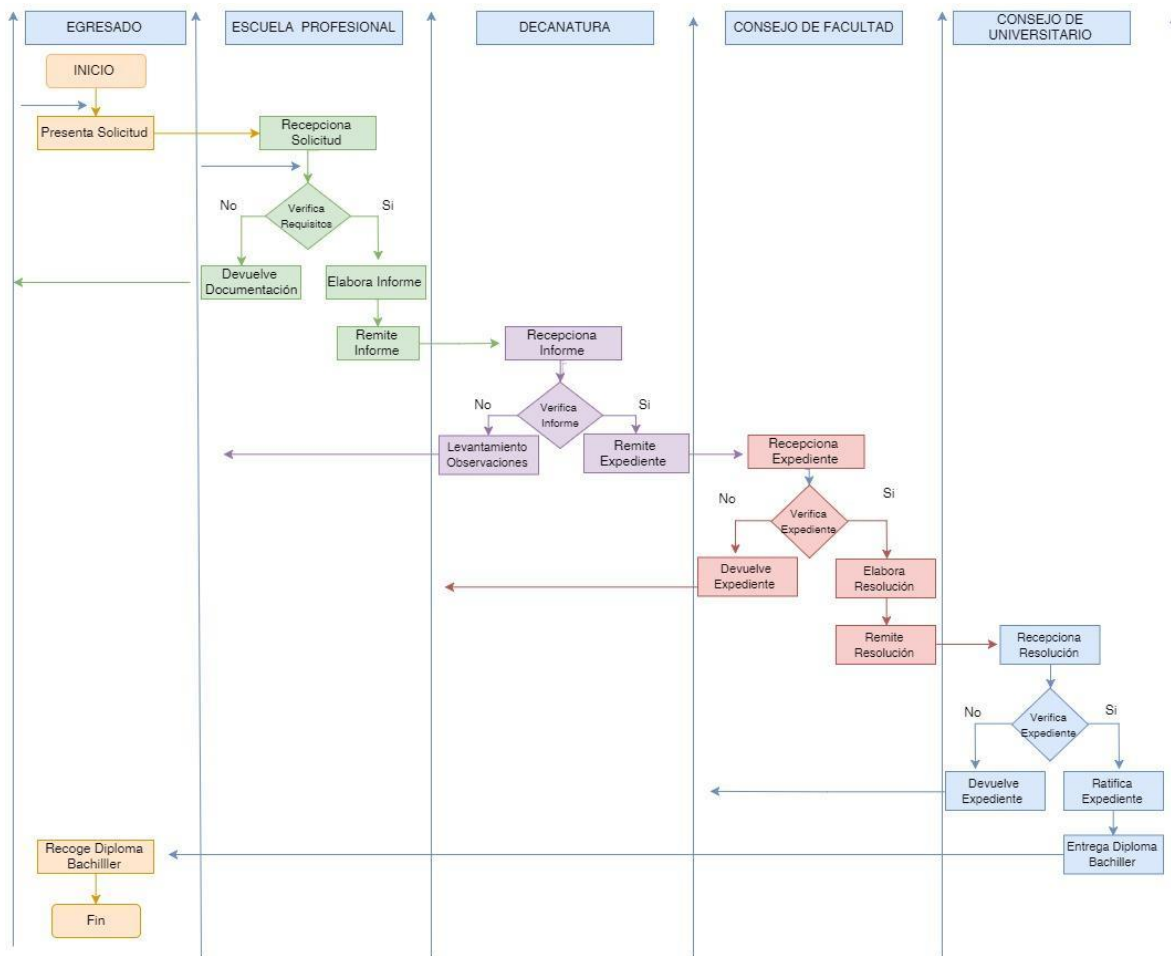 EGRESADO
ESCUELA PROFESIONAL
DECANATURA
CONSEJO DE FACULTAD
CONSEJO DE
UNIVERSITARIO
INICIO
Presenta Solicitud
Recepciona
Solicitud
No
Si
Verifica
Requisitos
Devuelve
Documentación
Elabora Informe
Remite
Informe
Recepciona
Informe
No
Si
Verifica
Informe
Levantamiento
Observaciones
Remite
Expediente
Recepciona
Expediente
No
Si
Verifica
Expediente
Devuelve
Expediente
Elabora
Resolución
Remite
Resolución
Recepciona
Resolución
No
Si
Verifica
Expediente
Devuelve
Expediente
Ratifica
Expediente
Recoge Diploma
Bachilller
Entrega Diploma
Bachiller
Fin